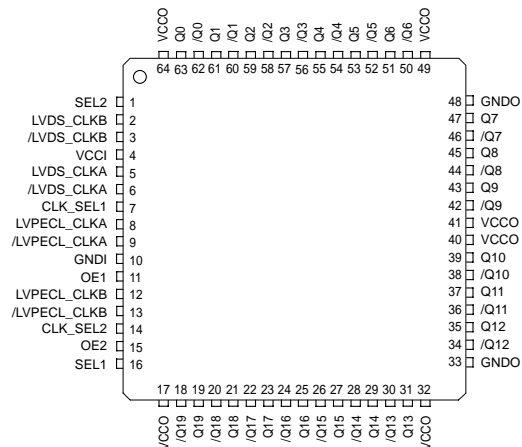 VCCO Q0 /Q0 Q1 /Q1 Q2 /Q2 Q3 /Q3 Q4 /Q4 Q5 /Q5 Q6 /Q6 VCCO
64 63 62 61 60 59 58 57 56 55 54 53 52 51 50 49
SEL2 1
LVDS_CLKB 2
/LVDS_CLKB 3
VCCI 4
LVDS_CLKA 5
/LVDS_CLKA 6
CLK_SEL1 7
LVPECL_CLKA 8
/LVPECL_CLKA 9
GNDI 10
OE1 11
LVPECL_CLKB 12
/LVPECL_CLKB 13
CLK_SEL2 14
OE2 15
SEL1 16
48 GNDO
47 Q7
46 /Q7
45 Q8
44 /Q8
43 Q9
42 /Q9
41 VCCO
40 VCCO
39 Q10
38 /Q10
37 Q11
36 /Q11
35 Q12
34 /Q12
33 GNDO
17 18 19 20 21 22 23 24 25 26 27 28 29 30 31 32
VCCO /Q19 Q19 /Q18 Q18 /Q17 Q17 /Q16 Q16 /Q15 Q15 /Q14 Q14 /Q13 Q13 VCCO